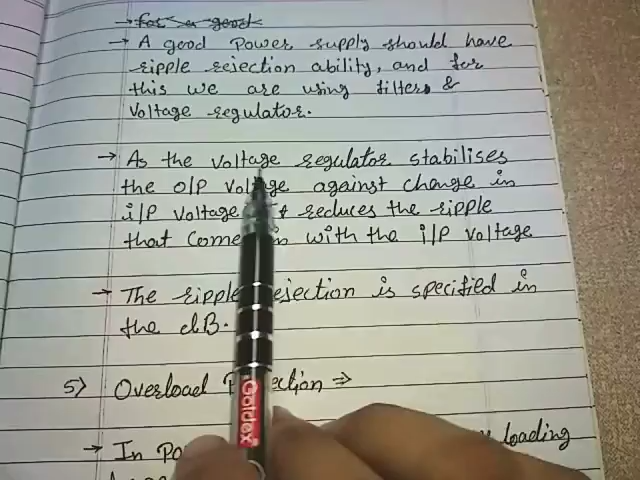 → for a good
→ A good Power supply should have
ripple rejection ability, and for
this we are using filters &
Voltage regulator.
→ As the voltage regulator stabilises
the O/P voltage against change in
i/P voltage reduces the ripple
that come with the i/P voltage
→ The ripple rejection is specified in
the dB.
5) Overload ⇒
→ In loading
Goldex